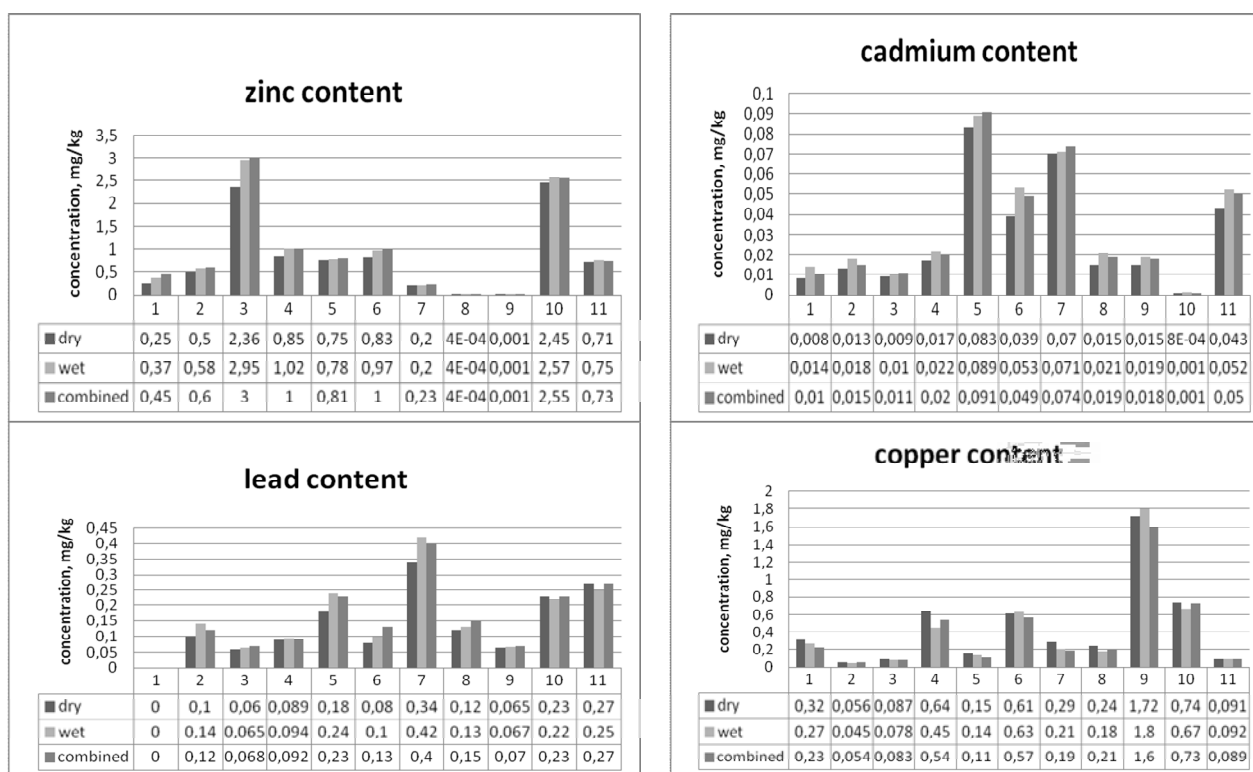 zinc content
concentration, mg/kg
3,5
3
2,5
2
1,5
1
0,5
0
1 2 3 4 5 6 7 8 9 10 11
dry 0,25 0,5 2,36 0,85 0,75 0,83 0,2 4E-04 0,001 2,45 0,71
wet 0,37 0,58 2,95 1,02 0,78 0,97 0,2 4E-04 0,001 2,57 0,75
combined 0,45 0,6 3 1 0,81 1 0,23 4E-04 0,001 2,55 0,73
cadmium content
concentration, mg/kg
0,1
0,09
0,08
0,07
0,06
0,05
0,04
0,03
0,02
0,01
0
1 2 3 4 5 6 7 8 9 10 11
dry 0,008 0,013 0,009 0,017 0,083 0,039 0,07 0,015 0,015 8E-04 0,043
wet 0,014 0,018 0,01 0,022 0,089 0,053 0,071 0,021 0,019 0,001 0,052
combined 0,01 0,015 0,011 0,02 0,091 0,049 0,074 0,019 0,018 0,001 0,05
lead content
concentration, mg/kg
0,45
0,4
0,35
0,3
0,25
0,2
0,15
0,1
0,05
0
1 2 3 4 5 6 7 8 9 10 11
dry 0 0,1 0,06 0,089 0,18 0,08 0,34 0,12 0,065 0,23 0,27
wet 0 0,14 0,065 0,094 0,24 0,1 0,42 0,13 0,067 0,22 0,25
combined 0 0,12 0,068 0,092 0,23 0,13 0,4 0,15 0,07 0,23 0,27
copper content
concentration, mg/kg
2
1,8
1,6
1,4
1,2
1
0,8
0,6
0,4
0,2
0
1 2 3 4 5 6 7 8 9 10 11
dry 0,32 0,056 0,087 0,64 0,15 0,61 0,29 0,24 1,72 0,74 0,091
wet 0,27 0,045 0,078 0,45 0,14 0,63 0,21 0,18 1,8 0,67 0,092
combined 0,23 0,054 0,083 0,54 0,11 0,57 0,19 0,21 1,6 0,73 0,089